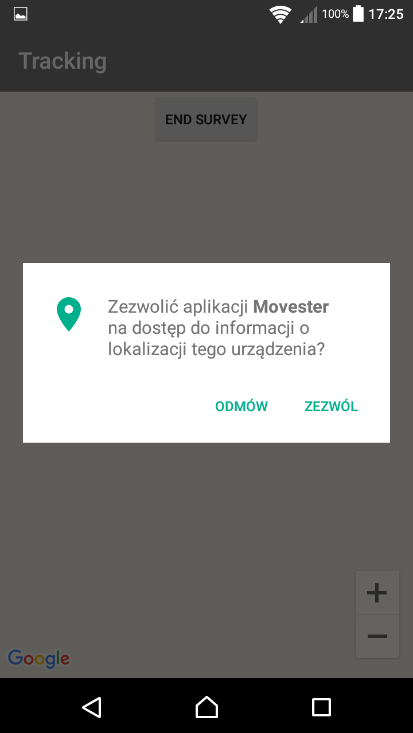 100% 17:25
Tracking
END SURVEY
Zezwolić aplikacji Movester
na dostęp do informacji o
lokalizacji tego urządzenia?
ODMÓW ZEZWÓL
+
−
Google